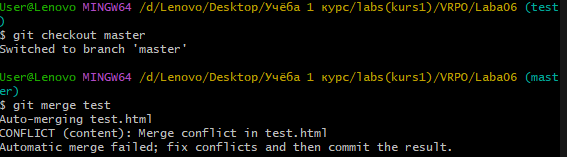 User@Lenovo MINGW64 /d/Lenovo/Desktop/Учёба 1 курс/labs(kurs1)/VRPO/Laba06 (test
)
$ git checkout master
Switched to branch 'master'

User@Lenovo MINGW64 /d/Lenovo/Desktop/Учёба 1 курс/labs(kurs1)/VRPO/Laba06 (mas
ter)
$ git merge test
Auto-merging test.html
CONFLICT (content): Merge conflict in test.html
Automatic merge failed; fix conflicts and then commit the result.